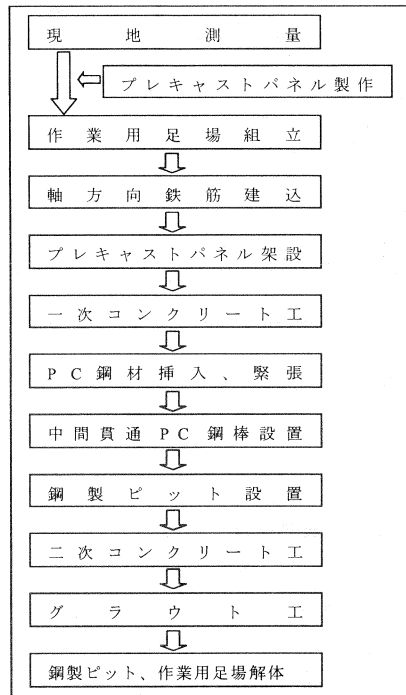 現地測量
プレキャストパネル製作
作業用足場組立
軸方向鉄筋建込
プレキャストパネル架設
一次コンクリート工
PC鋼材挿入、緊張
中間貫通PC鋼棒設置
鋼製ピット設置
二次コンクリート工
グラウト工
鋼製ピット、作業用足場解体